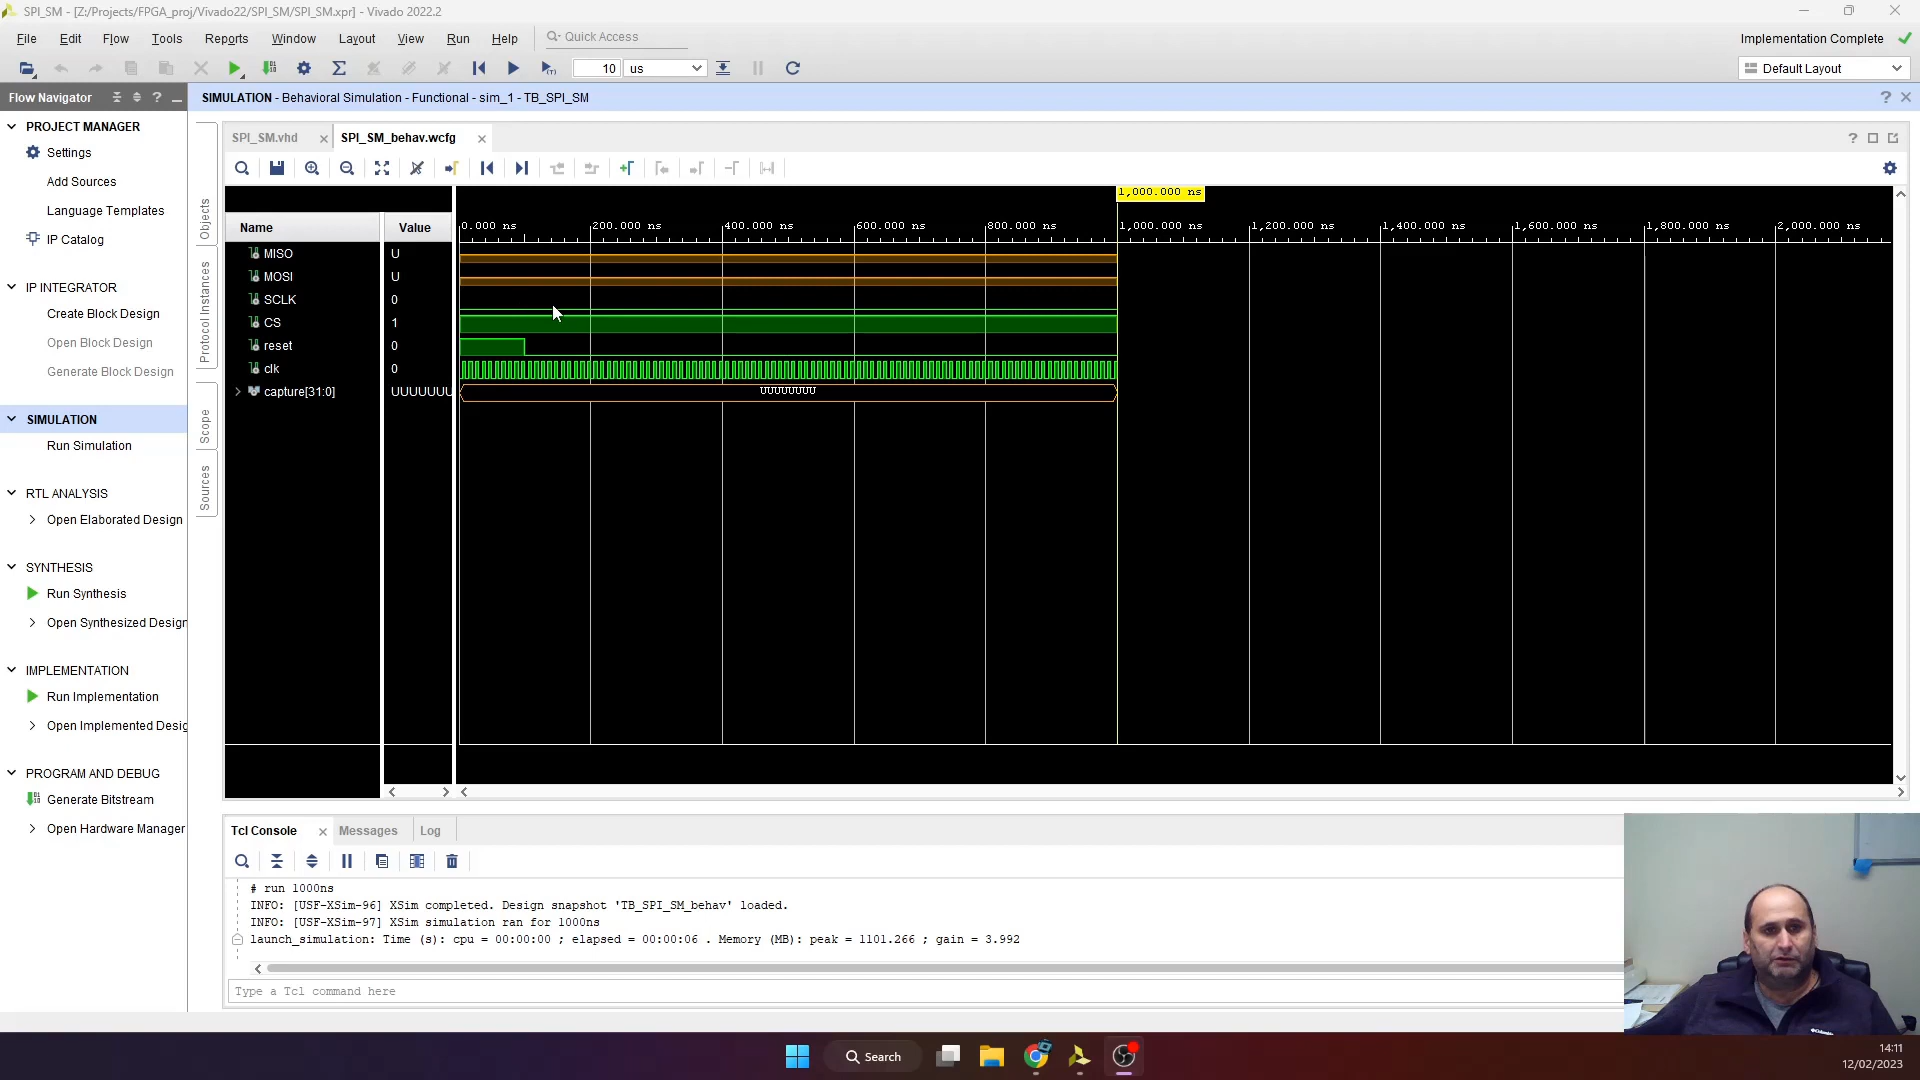 SPI_SM - [Z:/Projects/FPGA_proj/Vivado22/SPI_SM/SPI_SM.xpr] - Vivado 2022.2
File Edit Flow Tools Reports Window Layout View Run Help Quick Access Implementation Complete
10 us Default Layout
Flow Navigator SIMULATION - Behavioral Simulation - Functional - sim_1 - TB_SPI_SM
PROJECT MANAGER
Settings
Add Sources
Language Templates
IP Catalog
IP INTEGRATOR
Create Block Design
Open Block Design
Generate Block Design
SIMULATION
Run Simulation
RTL ANALYSIS
Open Elaborated Design
SYNTHESIS
Run Synthesis
Open Synthesized Design
IMPLEMENTATION
Run Implementation
Open Implemented Desig
PROGRAM AND DEBUG
Generate Bitstream
Open Hardware Manager
Objects
Protocol Instances
Scope
Sources
SPI_SM.vhd SPI_SM_behav.wcfg
1,000.000 ns
Name Value 0.000 ns 200.000 ns 400.000 ns 600.000 ns 800.000 ns 1,000.000 ns 1,200.000 ns 1,400.000 ns 1,600.000 ns 1,800.000 ns 2,000.000 ns
MISO U
MOSI U
SCLK 0
CS 1
reset 0
clk 0
capture[31:0] UUUUUUU UUUUUUUU
Tcl Console Messages Log
# run 1000ns
INFO: [USF-XSim-96] XSim completed. Design snapshot 'TB_SPI_SM_behav' loaded.
INFO: [USF-XSim-97] XSim simulation ran for 1000ns
launch_simulation: Time (s): cpu = 00:00:00 ; elapsed = 00:00:06 . Memory (MB): peak = 1101.266 ; gain = 3.992
Type a Tcl command here
Search
14:11
12/02/2023